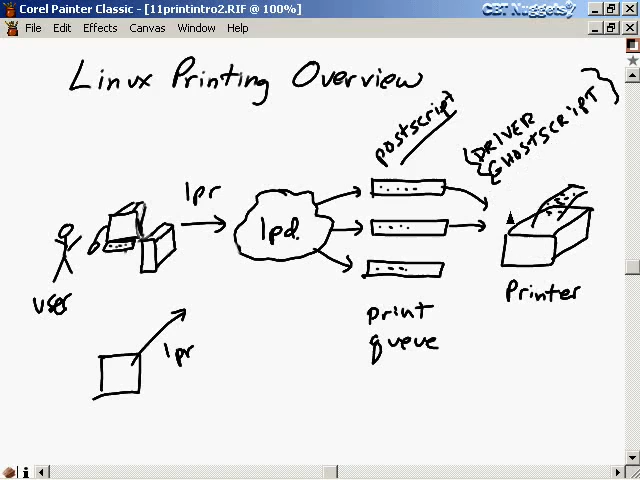 Corel Painter Classic - [11printintro2.RIF @ 100%]
CBT Nuggets
File Edit Effects Canvas Window Help
Linux Printing Overview
postscript
DRIVER
GHOSTSCRIPT
lpr
lpd.
user
Printer
print
queue
lpr